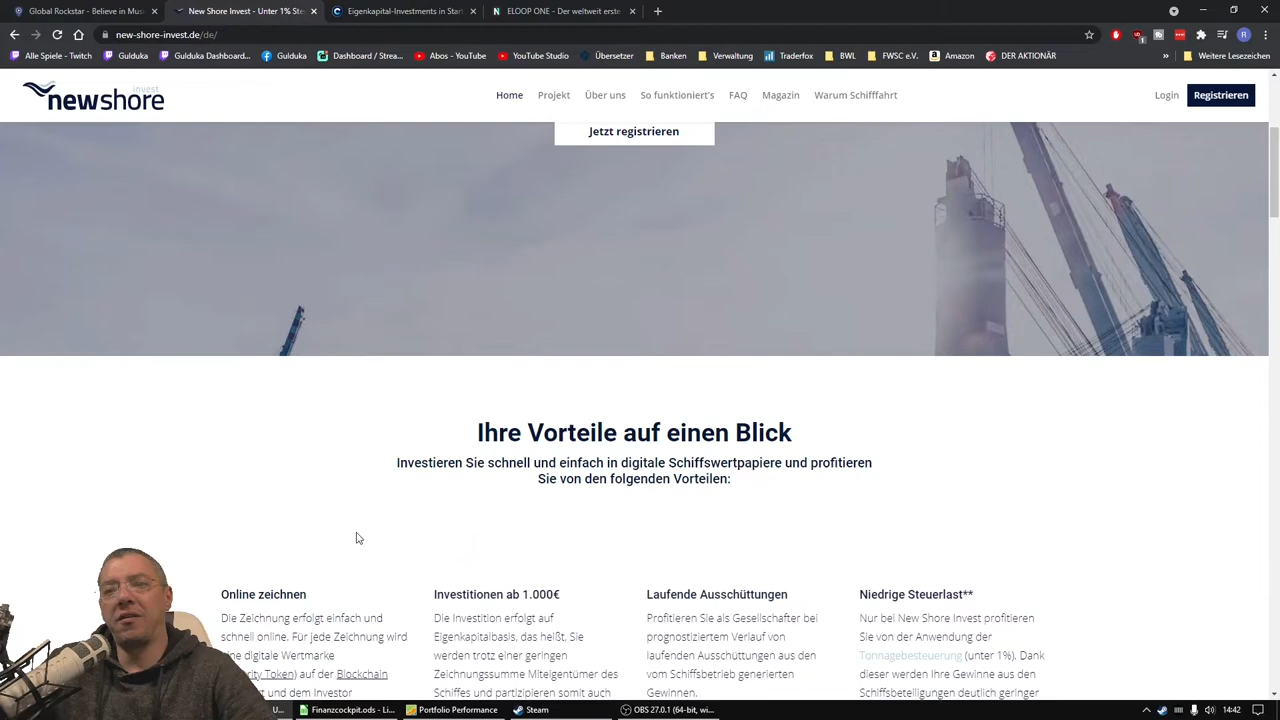 Global Rockstar - Believe in Mus
New Shore Invest - Unter 1% Ste
Eigenkapital-Investments in Start
ELOOP ONE - Der weltweit erste
new-shore-invest.de/de/
Alle Spiele - Twitch
Gulduka
Gulduka Dashboard...
Gulduka
Dashboard / Strea...
Abos - YouTube
YouTube Studio
Übersetzer
Banken
Verwaltung
Traderfox
BWL
FWSC e.V.
Amazon
DER AKTIONÄR
»
Weitere Lesezeichen
newshore
invest
Home
Projekt
Über uns
So funktioniert's
FAQ
Magazin
Warum Schifffahrt
Login
Registrieren
Jetzt registrieren
Ihre Vorteile auf einen Blick
Investieren Sie schnell und einfach in digitale Schiffswertpapiere und profitieren
Sie von den folgenden Vorteilen:
Online zeichnen
Die Zeichnung erfolgt einfach und
schnell online. Für jede Zeichnung wird
eine digitale Wertmarke
Token) auf der Blockchain
und dem Investor
Investitionen ab 1.000€
Die Investition erfolgt auf
Eigenkapitalbasis, das heißt, Sie
werden trotz einer geringen
Zeichnungssumme Miteigentümer des
Schiffes und partizipieren somit auch
Laufende Ausschüttungen
Profitieren Sie als Gesellschafter bei
prognostiziertem Verlauf von
laufenden Ausschüttungen aus den
vom Schiffsbetrieb generierten
Gewinnen.
Niedrige Steuerlast**
Nur bei New Shore Invest profitieren
Sie von der Anwendung der
Tonnagebesteuerung (unter 1%). Dank
dieser werden Ihre Gewinne aus den
Schiffsbeteiligungen deutlich geringer
Finanzcockpit.ods - Li...
Portfolio Performance
Steam
OBS 27.0.1 (64-bit, wi...
14:42